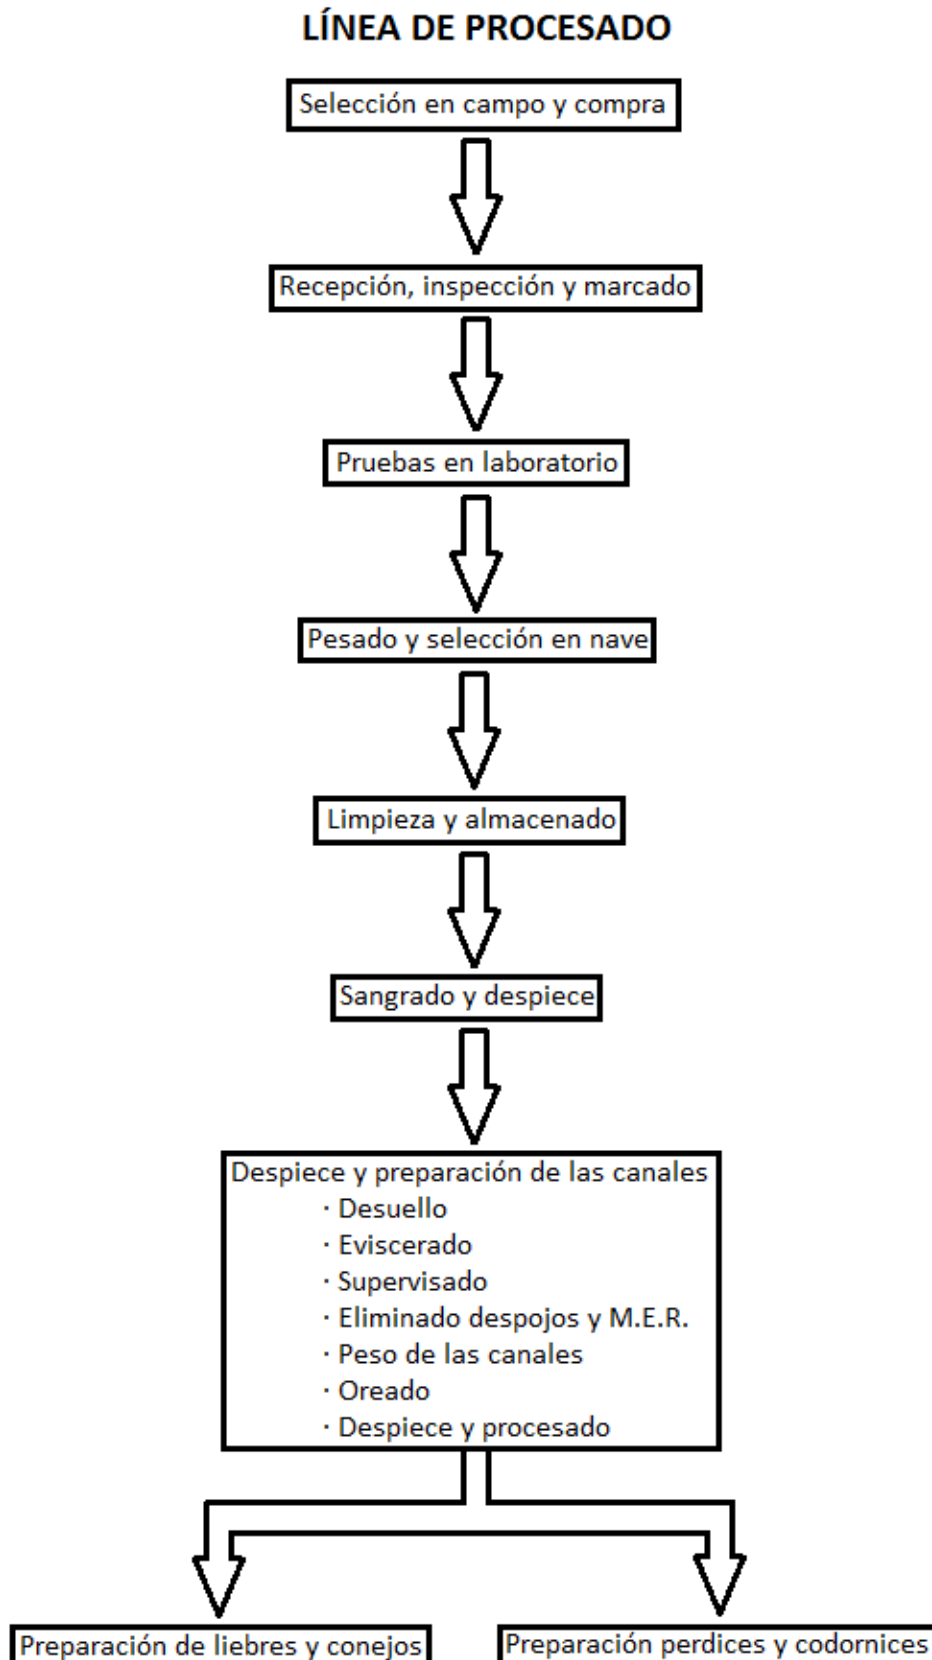 LÍNEA DE PROCESADO
Selección en campo y compra
Recepción, inspección y marcado
Pruebas en laboratorio
Pesado y selección en nave
Limpieza y almacenado
Sangrado y despiece
Despiece y preparación de las canales
· Desuello
· Eviscerado
· Supervisado
· Eliminado despojos y M.E.R.
· Peso de las canales
· Oreado
· Despiece y procesado
Preparación de liebres y conejos
Preparación perdices y codornices